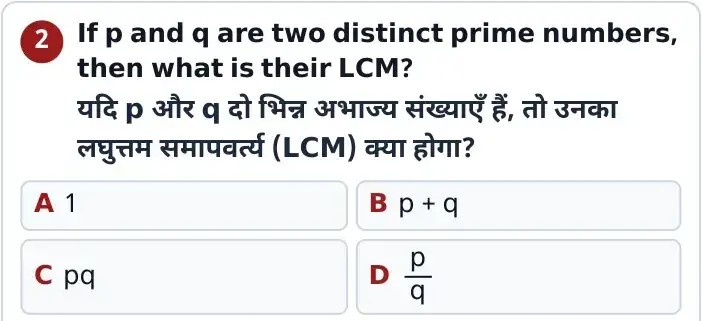 2 If p and q are two distinct prime numbers,
then what is their LCM?
यदि p और q दो भिन्न अभाज्य संख्याएँ हैं, तो उनका
लघुत्तम समापवर्त्य (LCM) क्या होगा?
A 1
B p + q
C pq
D p/q